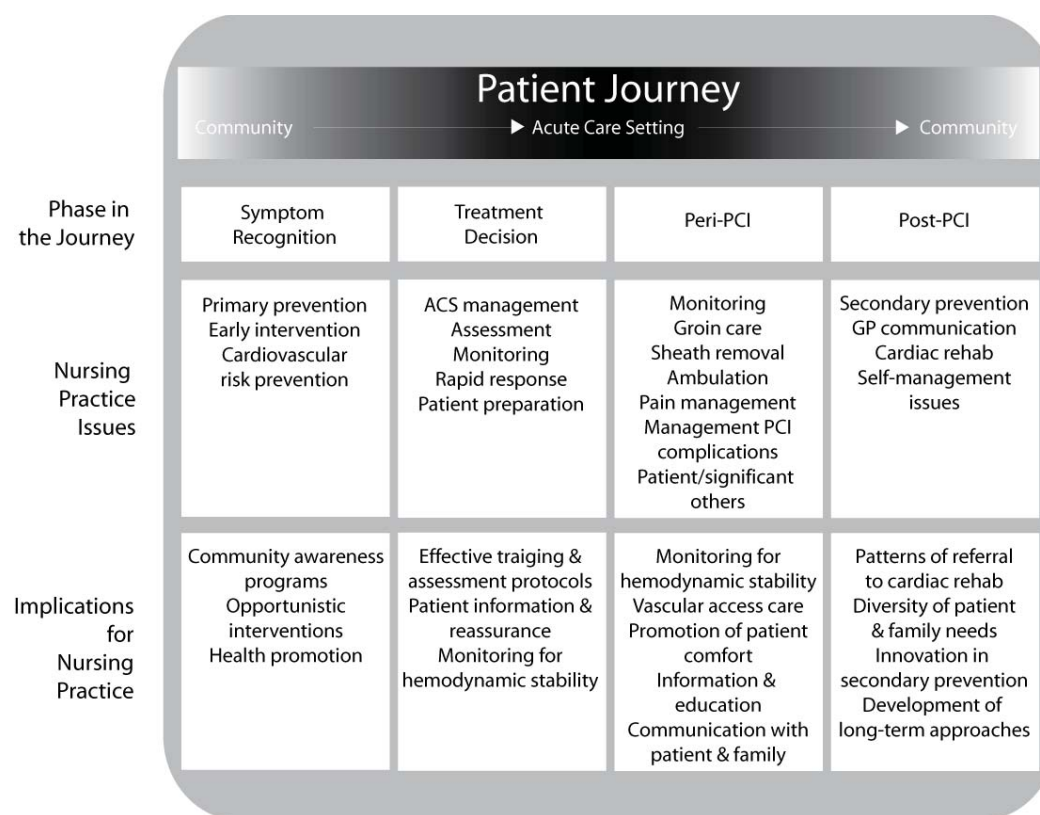 Patient Journey
Community
Acute Care Setting
Community
Phase in
the Journey
Symptom
Recognition
Treatment
Decision
Peri-PCI
Post-PCI
Nursing
Practice
Issues
Primary prevention
Early intervention
Cardiovascular
risk prevention
ACS management
Assessment
Monitoring
Rapid response
Patient preparation
Monitoring
Groin care
Sheath removal
Ambulation
Pain management
Management PCI
complications
Patient/significant
others
Secondary prevention
GP communication
Cardiac rehab
Self-management
issues
Implications
for
Nursing
Practice
Community awareness
programs
Opportunistic
interventions
Health promotion
Effective traiging &
assessment protocols
Patient information &
reassurance
Monitoring for
hemodynamic stability
Monitoring for
hemodynamic stability
Vascular access care
Promotion of patient
comfort
Information &
education
Communication with
patient & family
Patterns of referral
to cardiac rehab
Diversity of patient
& family needs
Innovation in
secondary prevention
Development of
long-term approaches